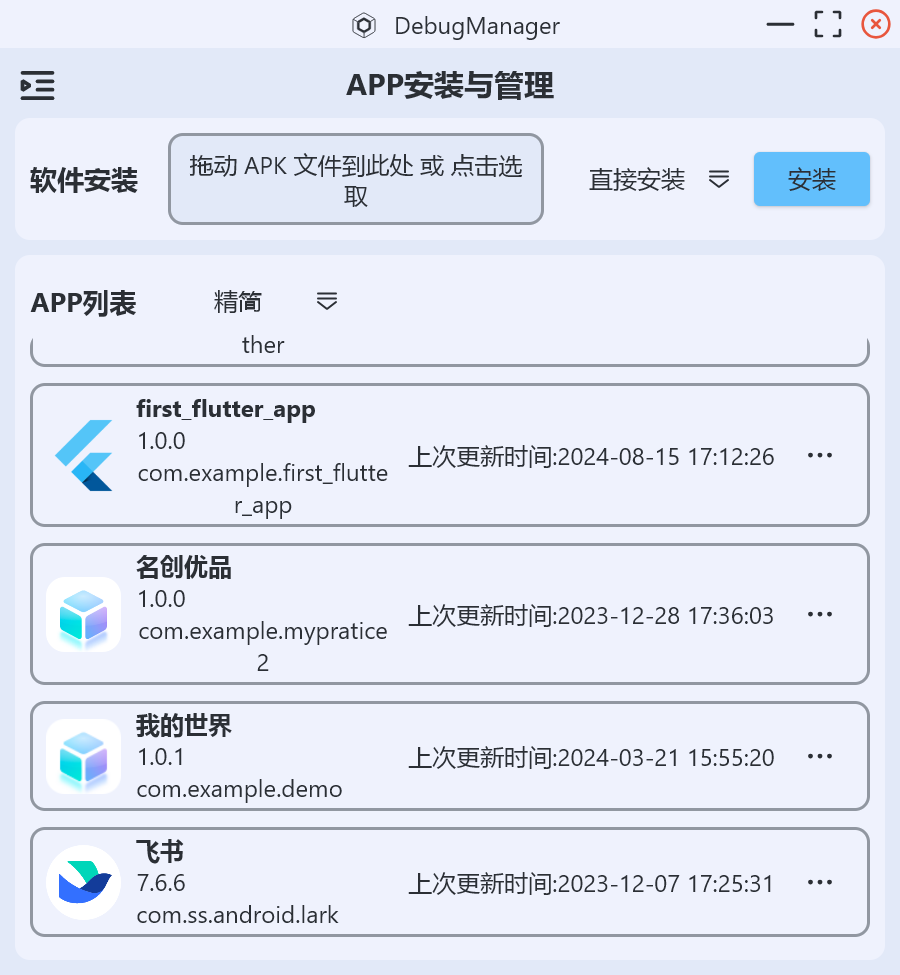 DebugManager
APP安装与管理
软件安装
拖动 APK 文件到此处 或 点击选
取
直接安装
安装
APP列表
精简
ther
first_flutter_app
1.0.0
com.example.first_flutte
r_app
上次更新时间:2024-08-15 17:12:26
名创优品
1.0.0
com.example.mypratice
2
上次更新时间:2023-12-28 17:36:03
我的世界
1.0.1
com.example.demo
上次更新时间:2024-03-21 15:55:20
飞书
7.6.6
com.ss.android.lark
上次更新时间:2023-12-07 17:25:31